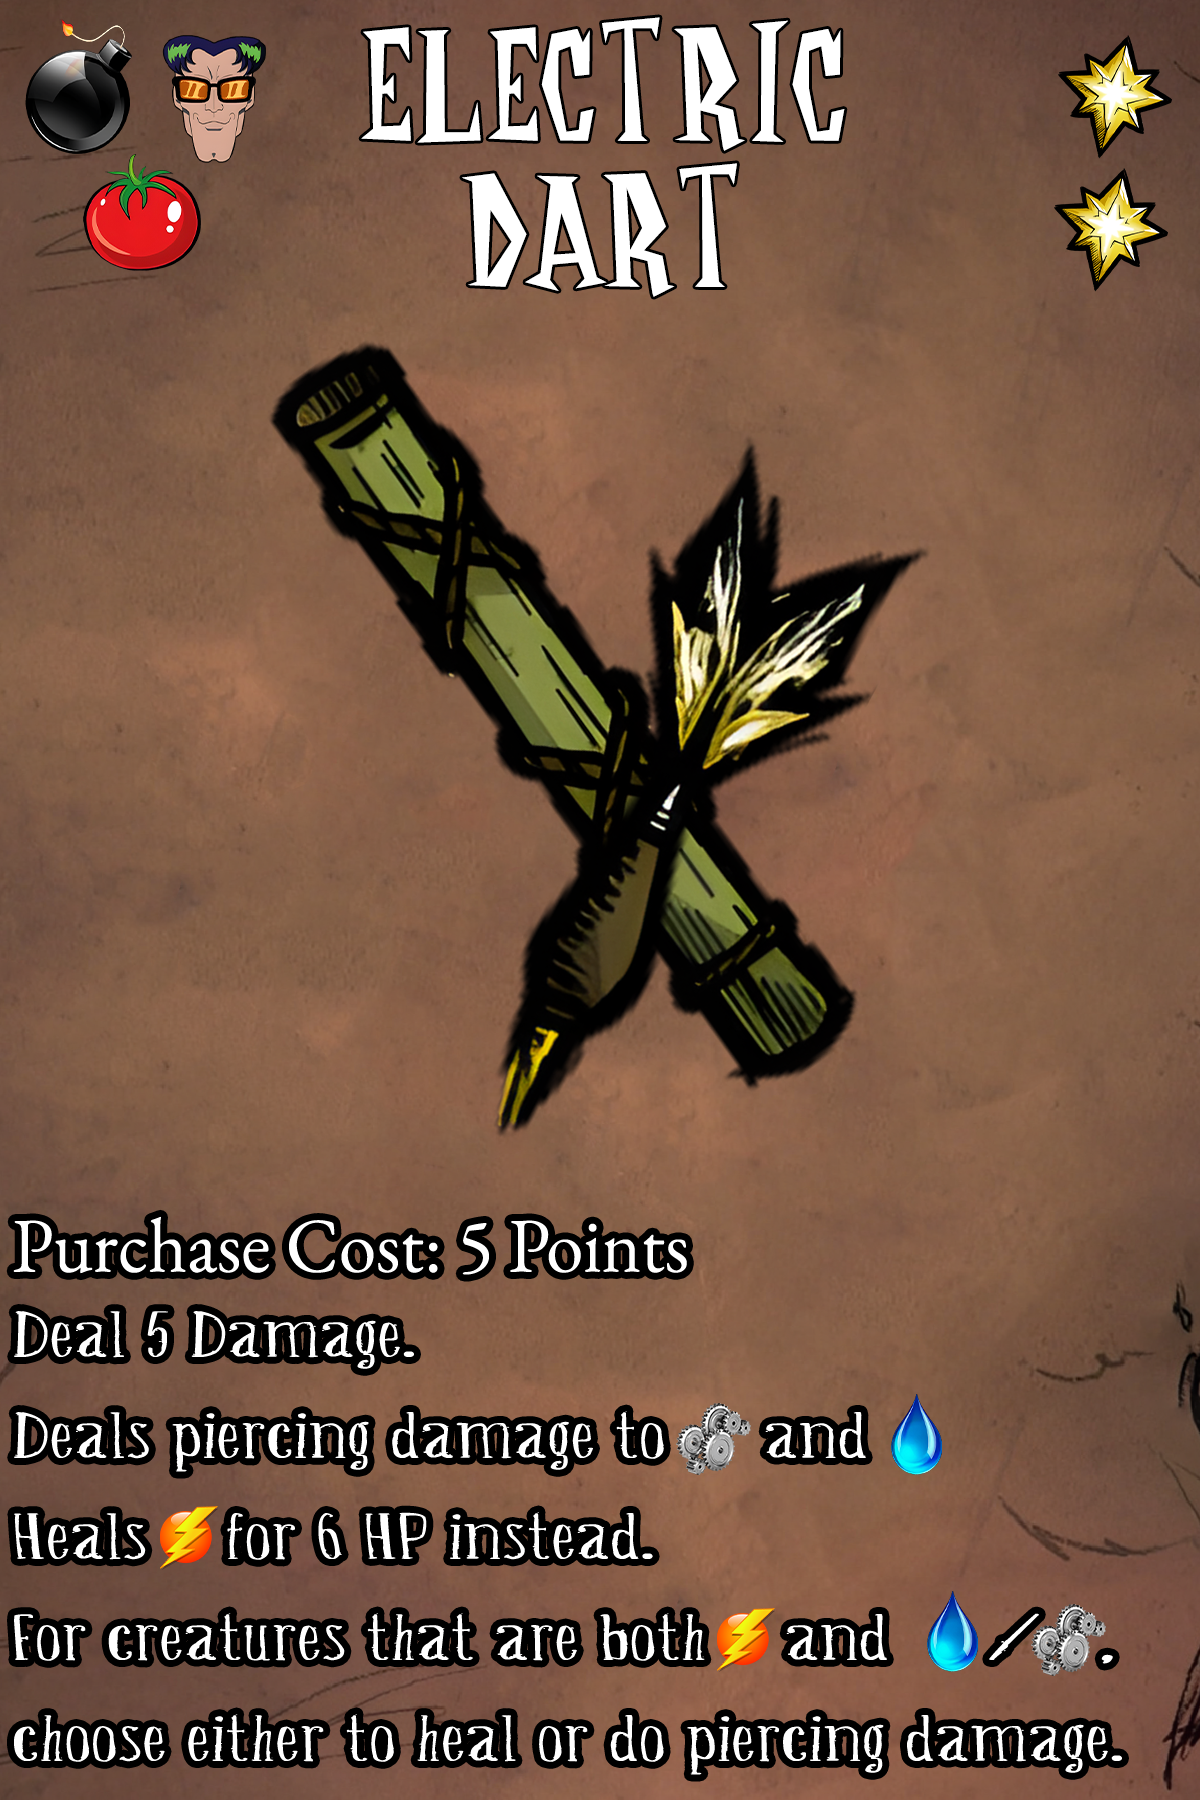 ELECTRIC
DART
Purchase Cost: 5 Points
Deal 5 Damage.
Deals piercing damage to and
Heals for 6 HP instead.
For creatures that are both and / .
choose either to heal or do piercing damage.